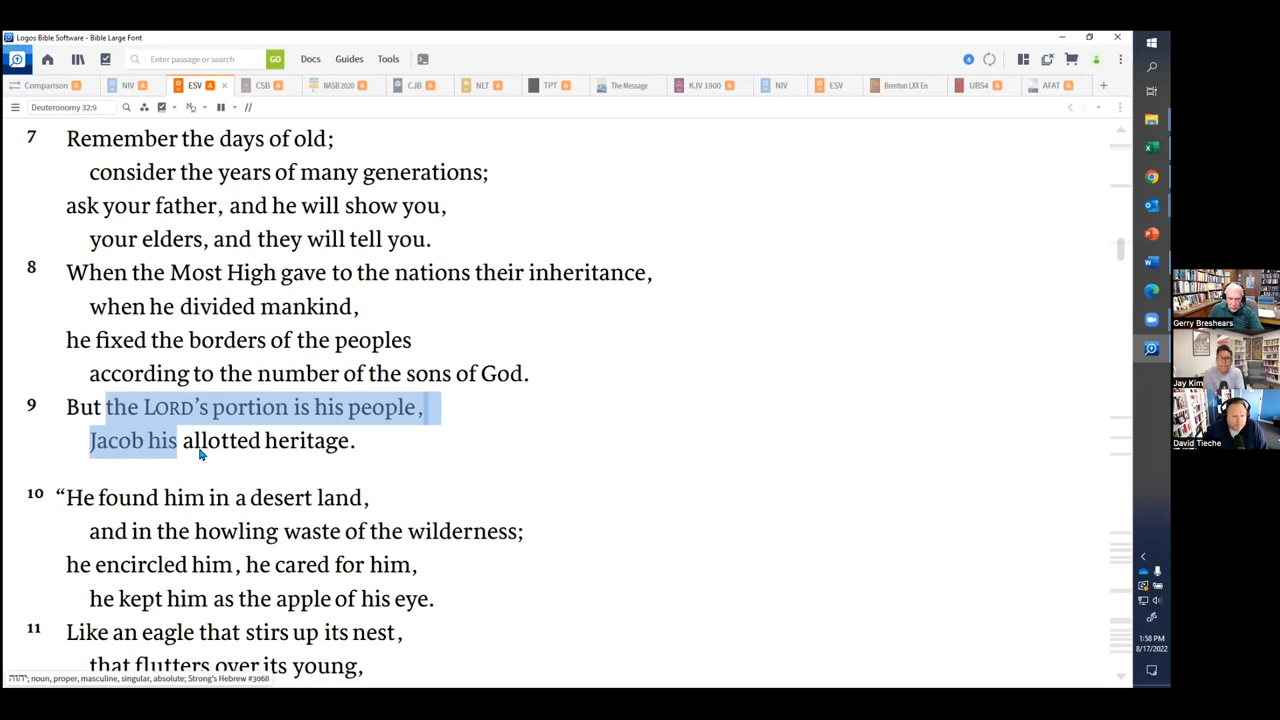 Logos Bible Software - Bible Large Font
Enter passage or search
GO
Docs
Guides
Tools
4
Comparison A
NIV A
ESV A
CSB A
NASB 2020 A
CJB A
NLT A
TPT A
The Message
KJV 1900 A
NIV
ESV
Brenton LXX En
UBS4 A
AFAT A
Deuteronomy 32:9
7 Remember the days of old;
consider the years of many generations;
ask your father, and he will show you,
your elders, and they will tell you.
8 When the Most High gave to the nations their inheritance,
when he divided mankind,
he fixed the borders of the peoples
according to the number of the sons of God.
9 But the LORD’s portion is his people,
Jacob his allotted heritage.
10 “He found him in a desert land,
and in the howling waste of the wilderness;
he encircled him, he cared for him,
he kept him as the apple of his eye.
11 Like an eagle that stirs up its nest,
that flutters over its young,
יהוה; noun, proper, masculine, singular, absolute; Strong's Hebrew #3068
Gerry Breshears
Jay Kim
David Tieche
1:58 PM
8/17/2022